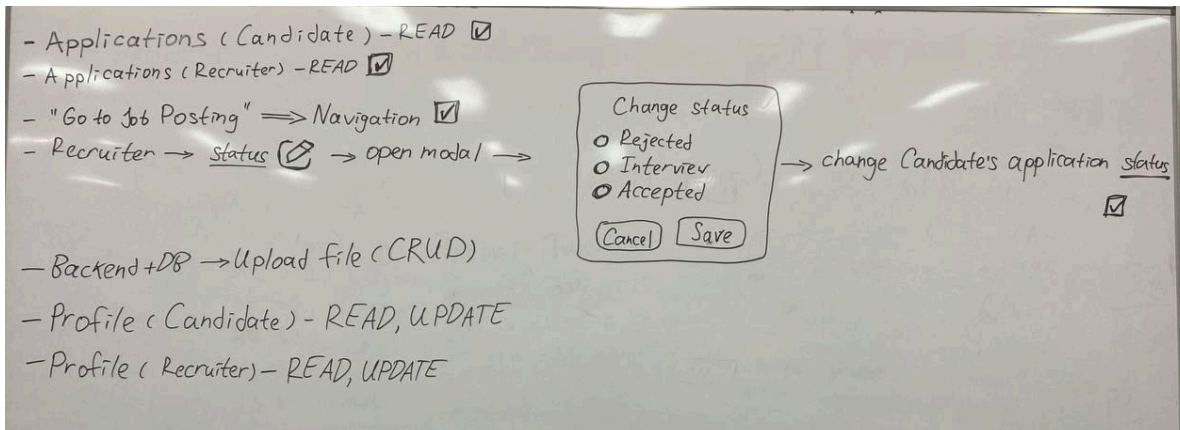 - Applications (Candidate) - READ ☑
- Applications (Recruiter) - READ ☑
- "Go to Job Posting" ⟹ Navigation ☑
- Recruiter → status → open modal →
Change status
○ Rejected
○ Interview
○ Accepted
Cancel Save
→ change Candidate's application status
☑
- Backend+DB → Upload file (CRUD)
- Profile (Candidate) - READ, UPDATE
- Profile (Recruiter) - READ, UPDATE